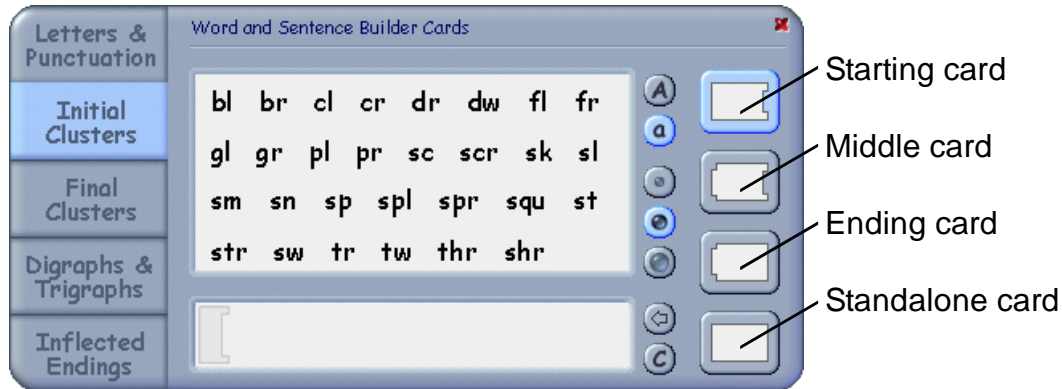 Word and Sentence Builder Cards
Letters &
Punctuation
Initial
Clusters
Final
Clusters
Digraphs &
Trigraphs
Inflected
Endings
bl br cl cr dr dw fl fr
gl gr pl pr sc scr sk sl
sm sn sp spl spr squ st
str sw tr tw thr shr
A
a
C
Starting card
Middle card
Ending card
Standalone card